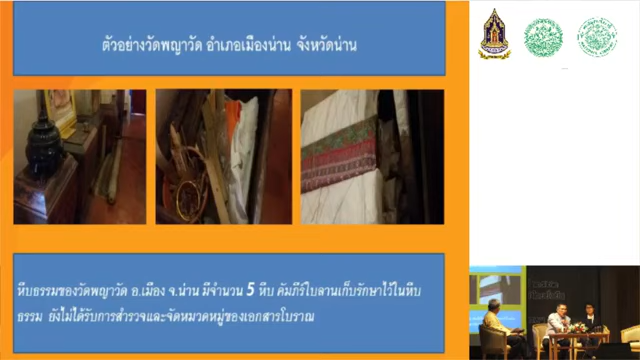 ตัวอย่างวัดพญาวัด อำเภอเมืองน่าน จังหวัดน่าน
หีบธรรมของวัดพญาวัด อ.เมือง จ.น่าน มีจำนวน 5 หีบ คัมภีร์ใบลานเก็บรักษาไว้ในหีบ
ธรรม ยังไม่ได้รับการสำรวจและจัดหมวดหมู่ของเอกสารโบราณ